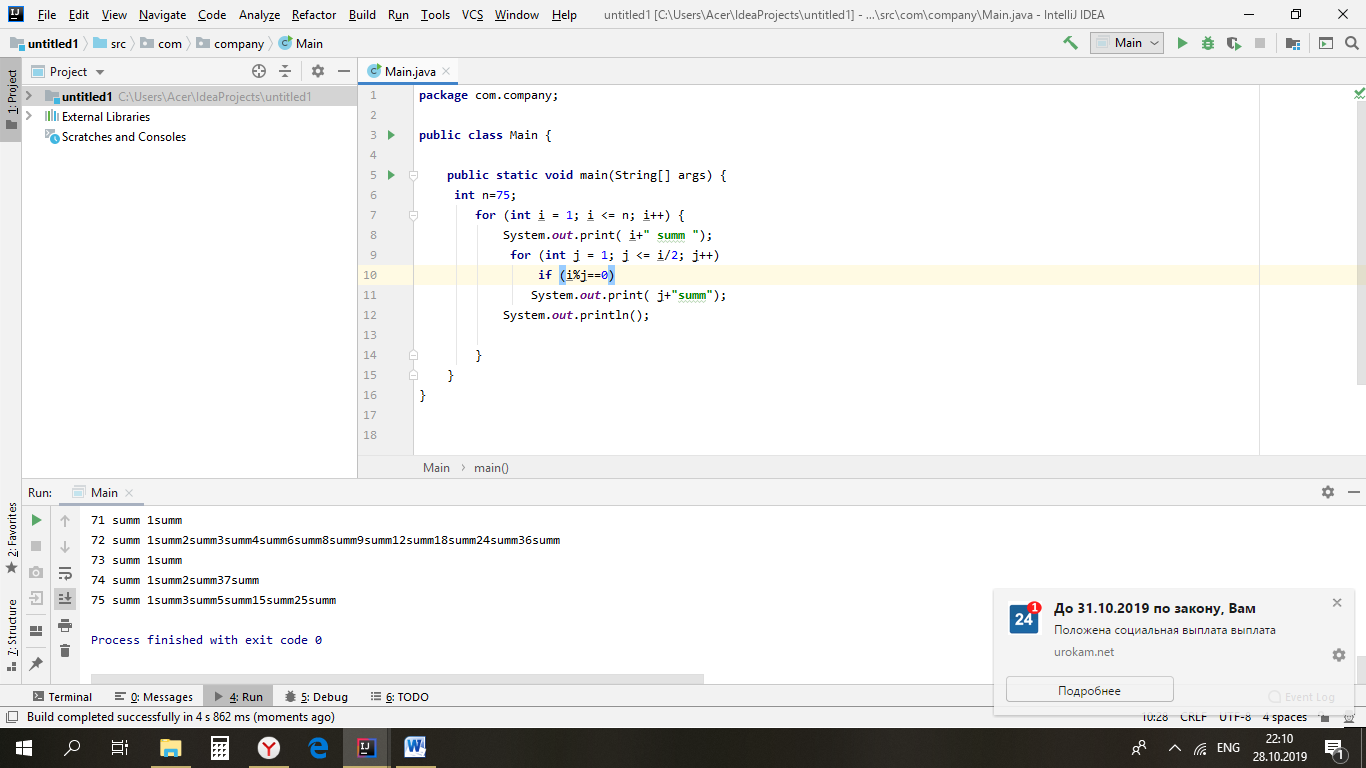 File Edit View Navigate Code Analyze Refactor Build Run Tools VCS Window Help untitled1 [C:\Users\Acer\IdeaProjects\untitled1] - ...\src\com\company\Main.java - IntelliJ IDEA
untitled1 src com company Main Main
1: Project
Project
untitled1 C:\Users\Acer\IdeaProjects\untitled1
External Libraries
Scratches and Consoles
Main.java
1 package com.company;
2
3 public class Main {
4
5 public static void main(String[] args) {
6 int n=75;
7 for (int i = 1; i <= n; i++) {
8 System.out.print( i+" summ ");
9 for (int j = 1; j <= i/2; j++)
10 if (i%j==0)
11 System.out.print( j+"summ");
12 System.out.println();
13
14 }
15 }
16 }
17
18
Main main()
2: Favorites
7: Structure
Run: Main
71 summ 1summ
72 summ 1summ2summ3summ4summ6summ8summ9summ12summ18summ24summ36summ
73 summ 1summ
74 summ 1summ2summ37summ
75 summ 1summ3summ5summ15summ25summ
Process finished with exit code 0
24 1
До 31.10.2019 по закону, Вам
Положена социальная выплата выплата
urokam.net
Подробнее
Terminal 0: Messages 4: Run 5: Debug 6: TODO Event Log
Build completed successfully in 4 s 862 ms (moments ago) 10:28 CRLF UTF-8 4 spaces
ENG 22:10
28.10.2019 1